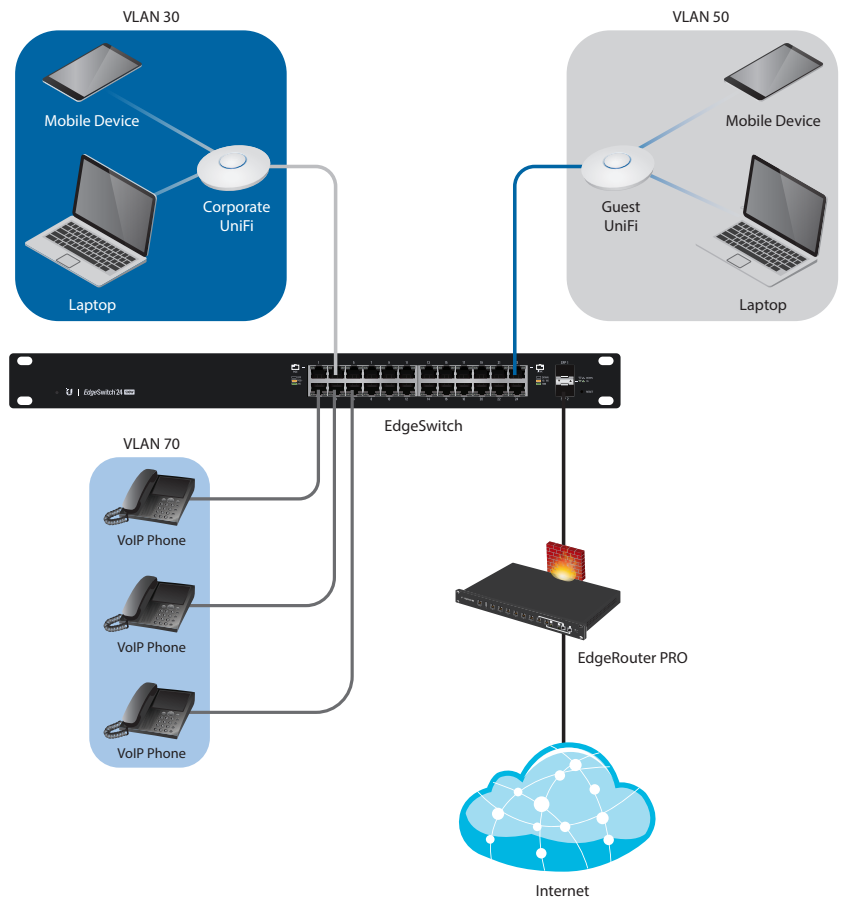 VLAN 30
VLAN 50
Mobile Device
Mobile Device
Corporate
UniFi
Guest
UniFi
Laptop
Laptop
EdgeSwitch 24
EdgeSwitch
VLAN 70
VoIP Phone
VoIP Phone
VoIP Phone
EdgeRouter PRO
Internet